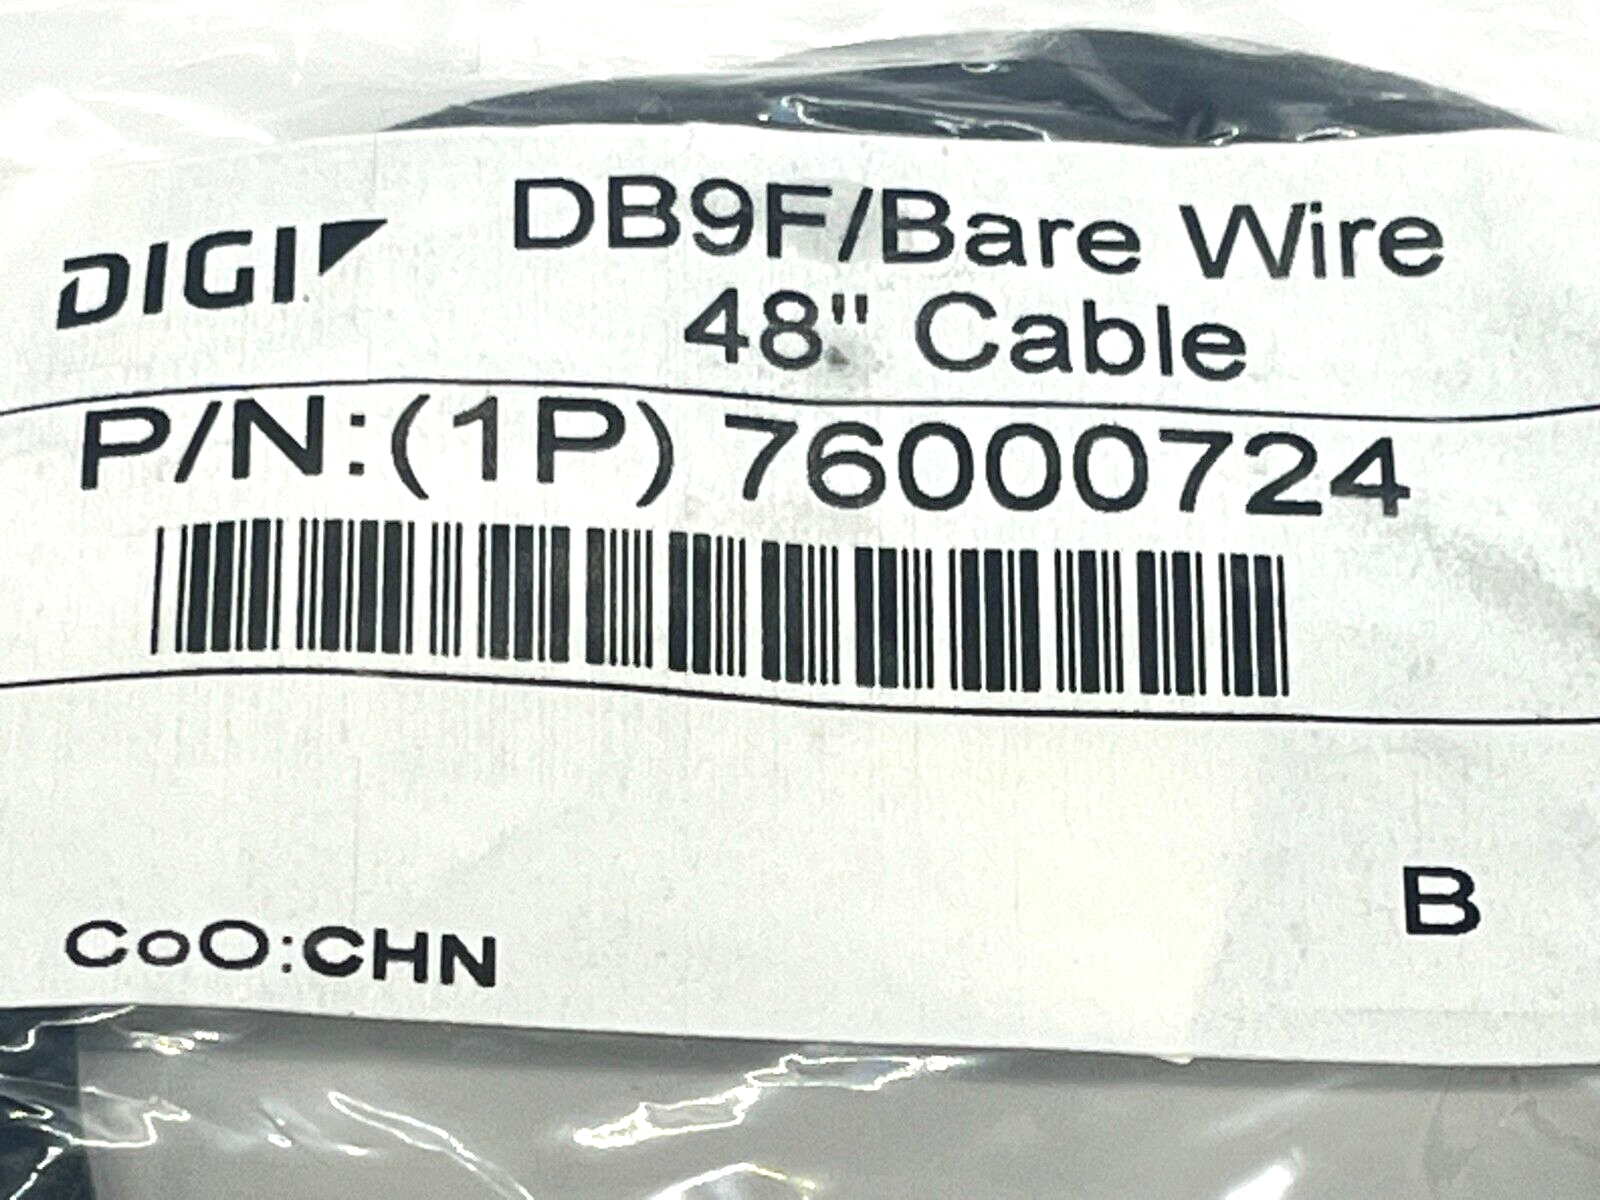 DIGI
DB9F/Bare Wire
48" Cable
P/N:(1P) 76000724
B
CoO:CHN